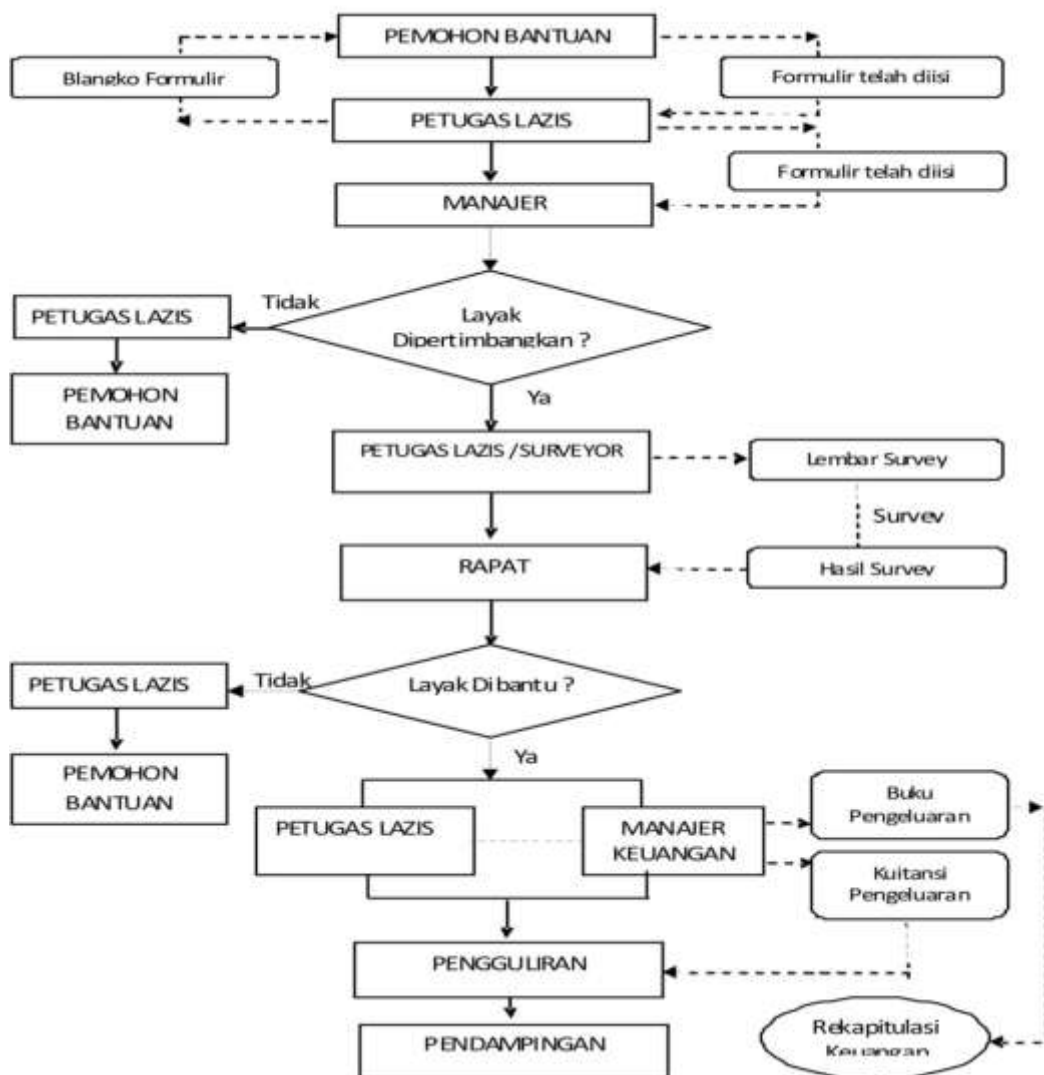 PEMOHON BANTUAN
Blangko Formulir
Formulir telah diisi
PETUGAS LAZIS
Formulir telah diisi
MANAJER
Tidak
PETUGAS LAZIS
Layak
Dipertimbangkan ?
PEMOHON
BANTUAN
Ya
PETUGAS LAZIS /SURVEYOR
Lembar Survey
Survey
RAPAT
Hasil Survey
PETUGAS LAZIS
Tidak
Layak Dibantu ?
Ya
PEMOHON
BANTUAN
Buku
Pengeluaran
PETUGAS LAZIS
MANAJER
KEUANGAN
Kuitansi
Pengeluaran
PENGGULIRAN
Rekapitulasi
Keuangan
PENDAMPINGAN